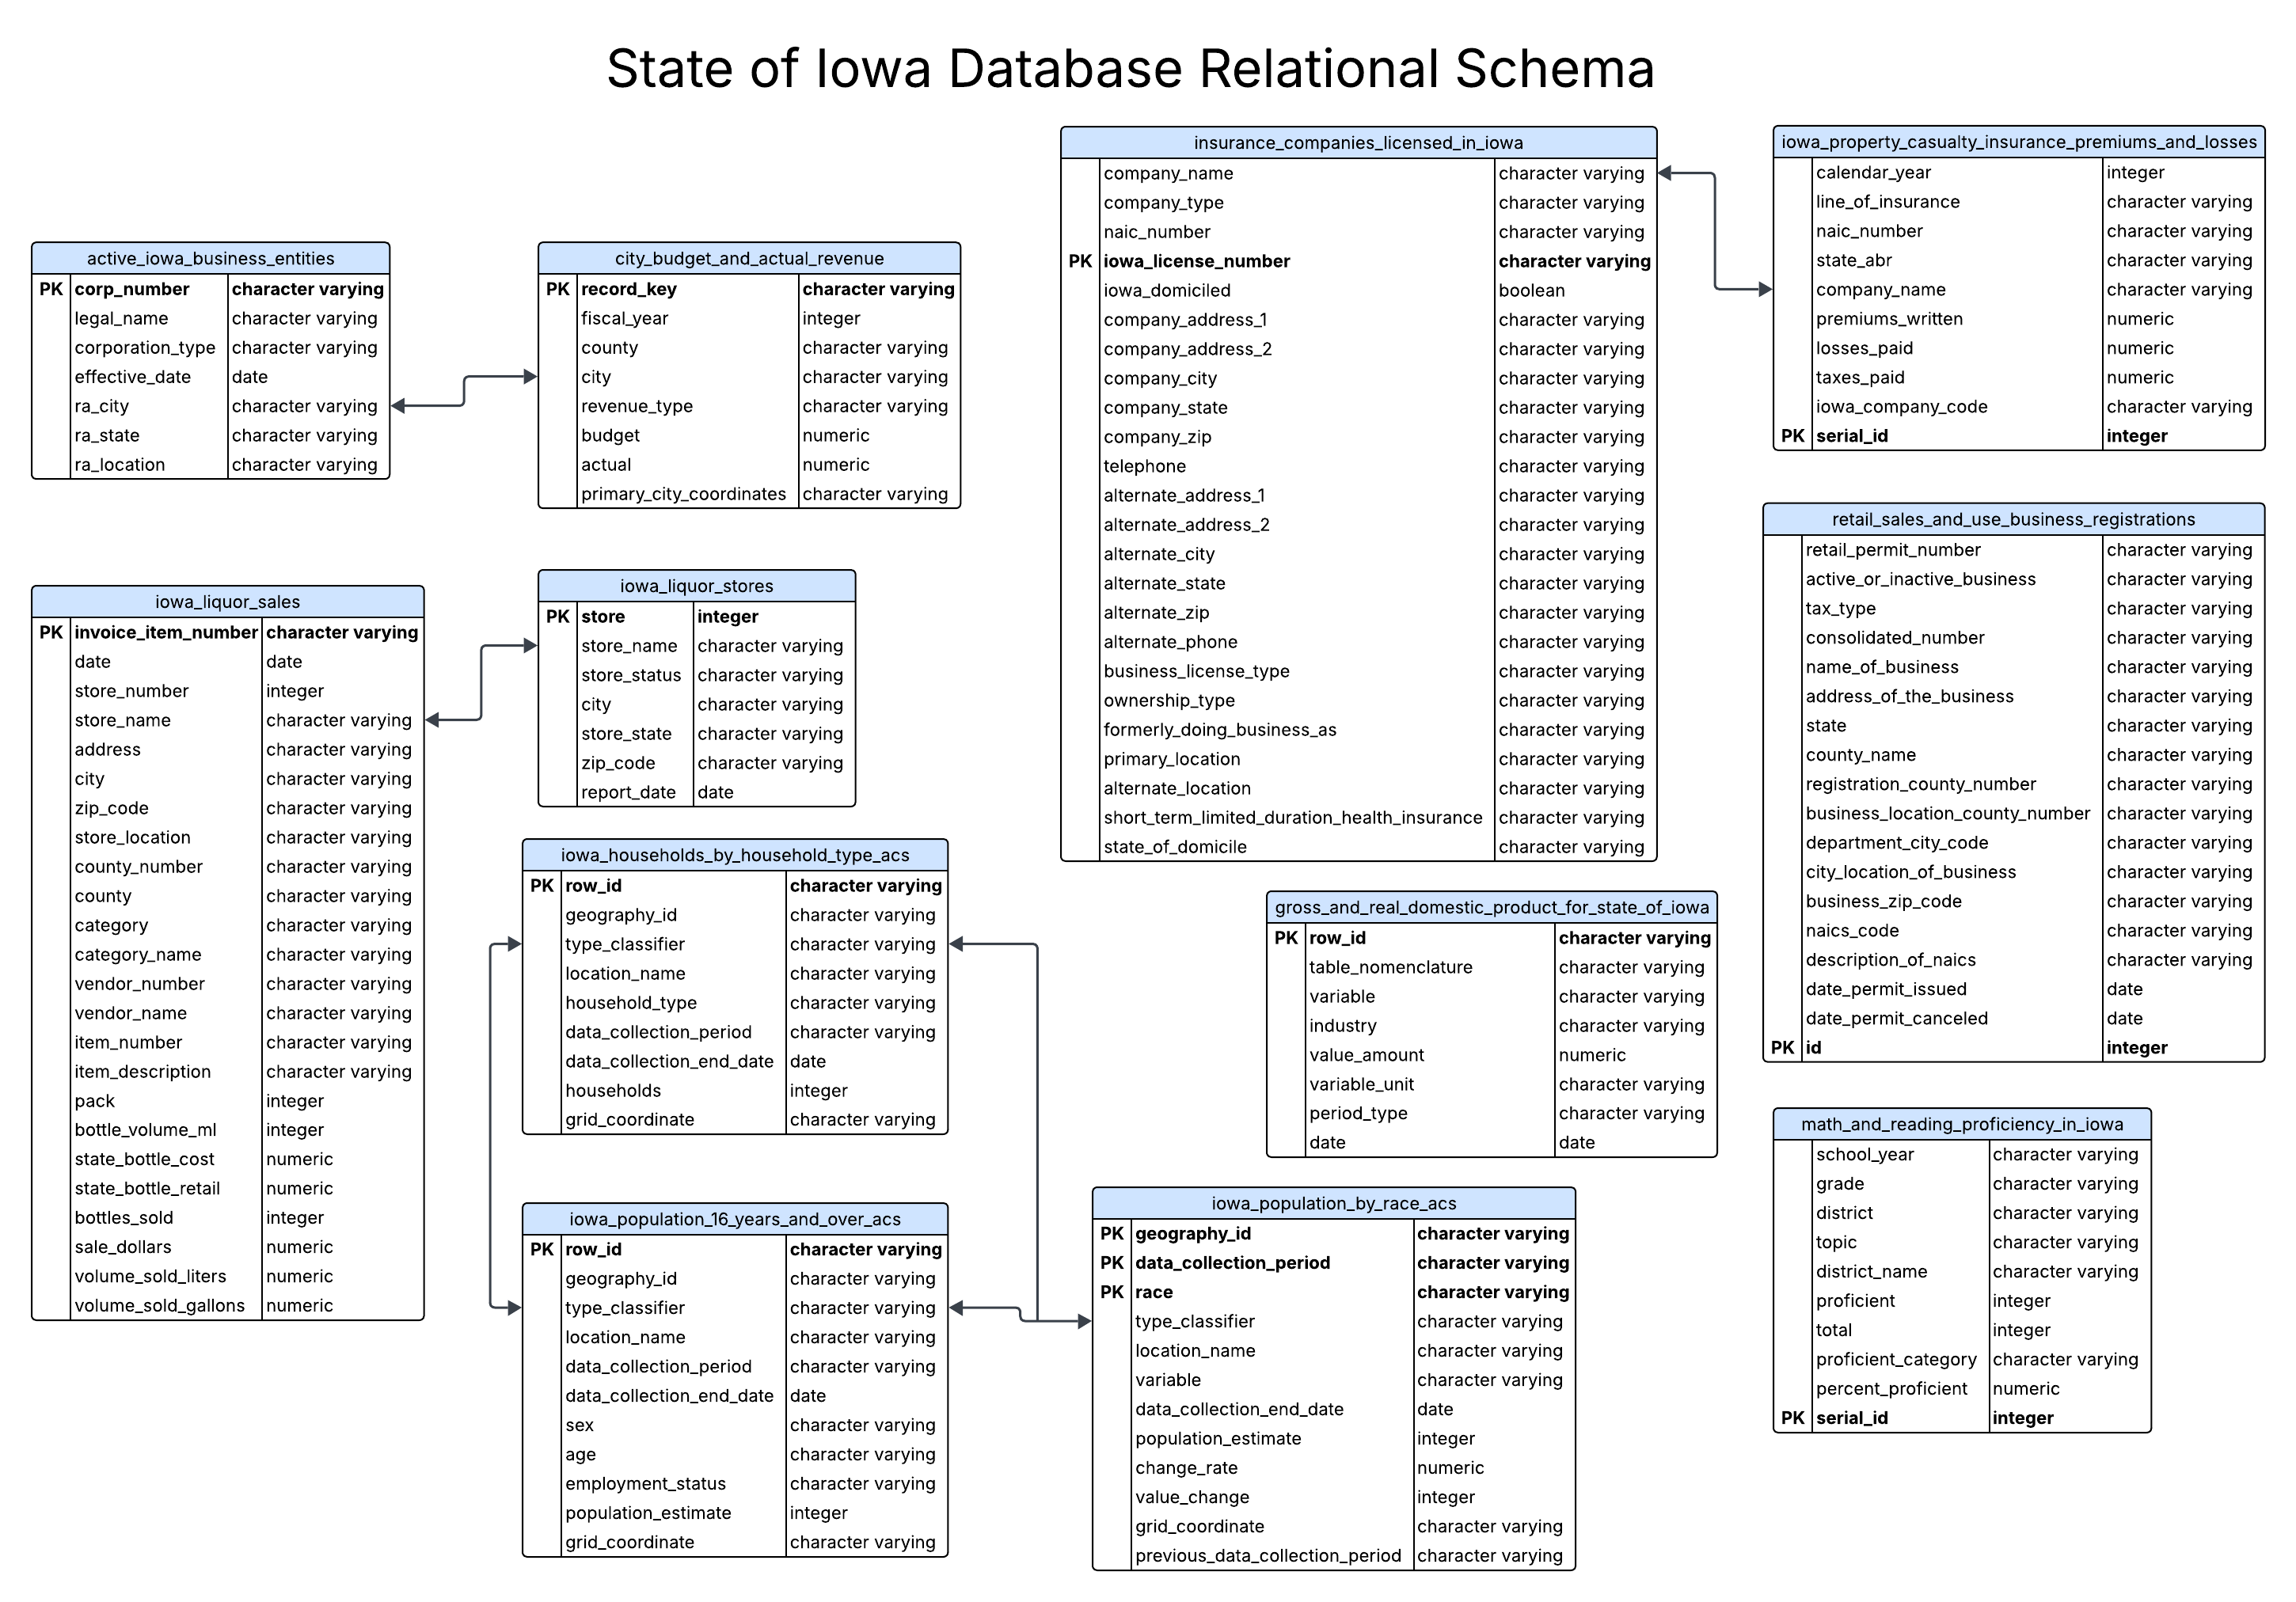 State of Iowa Database Relational Schema
active_iowa_business_entities
PK corp_number character varying
legal_name character varying
corporation_type character varying
effective_date date
ra_city character varying
ra_state character varying
ra_location character varying
city_budget_and_actual_revenue
PK record_key character varying
fiscal_year integer
county character varying
city character varying
revenue_type character varying
budget numeric
actual numeric
primary_city_coordinates character varying
insurance_companies_licensed_in_iowa
company_name character varying
company_type character varying
naic_number character varying
PK iowa_license_number character varying
iowa_domiciled boolean
company_address_1 character varying
company_address_2 character varying
company_city character varying
company_state character varying
company_zip character varying
telephone character varying
alternate_address_1 character varying
alternate_address_2 character varying
alternate_city character varying
alternate_state character varying
alternate_zip character varying
alternate_phone character varying
business_license_type character varying
ownership_type character varying
formerly_doing_business_as character varying
primary_location character varying
alternate_location character varying
short_term_limited_duration_health_insurance character varying
state_of_domicile character varying
iowa_property_casualty_insurance_premiums_and_losses
calendar_year integer
line_of_insurance character varying
naic_number character varying
state_abr character varying
company_name character varying
premiums_written numeric
losses_paid numeric
taxes_paid numeric
iowa_company_code character varying
PK serial_id integer
iowa_liquor_sales
PK invoice_item_number character varying
date date
store_number integer
store_name character varying
address character varying
city character varying
zip_code character varying
store_location character varying
county_number character varying
county character varying
category character varying
category_name character varying
vendor_number character varying
vendor_name character varying
item_number character varying
item_description character varying
pack integer
bottle_volume_ml integer
state_bottle_cost numeric
state_bottle_retail numeric
bottles_sold integer
sale_dollars numeric
volume_sold_liters numeric
volume_sold_gallons numeric
iowa_liquor_stores
PK store integer
store_name character varying
store_status character varying
city character varying
store_state character varying
zip_code character varying
report_date date
iowa_households_by_household_type_acs
PK row_id character varying
geography_id character varying
type_classifier character varying
location_name character varying
household_type character varying
data_collection_period character varying
data_collection_end_date date
households integer
grid_coordinate character varying
iowa_population_16_years_and_over_acs
PK row_id character varying
geography_id character varying
type_classifier character varying
location_name character varying
data_collection_period character varying
data_collection_end_date date
sex character varying
age character varying
employment_status character varying
population_estimate integer
grid_coordinate character varying
gross_and_real_domestic_product_for_state_of_iowa
PK row_id character varying
table_nomenclature character varying
variable character varying
industry character varying
value_amount numeric
variable_unit character varying
period_type character varying
date date
iowa_population_by_race_acs
PK geography_id character varying
PK data_collection_period character varying
PK race character varying
type_classifier character varying
location_name character varying
variable character varying
data_collection_end_date date
population_estimate integer
change_rate numeric
value_change integer
grid_coordinate character varying
previous_data_collection_period character varying
retail_sales_and_use_business_registrations
retail_permit_number character varying
active_or_inactive_business character varying
tax_type character varying
consolidated_number character varying
name_of_business character varying
address_of_the_business character varying
state character varying
county_name character varying
registration_county_number character varying
business_location_county_number character varying
department_city_code character varying
city_location_of_business character varying
business_zip_code character varying
naics_code character varying
description_of_naics character varying
date_permit_issued date
date_permit_canceled date
PK id integer
math_and_reading_proficiency_in_iowa
school_year character varying
grade character varying
district character varying
topic character varying
district_name character varying
proficient integer
total integer
proficient_category character varying
percent_proficient numeric
PK serial_id integer